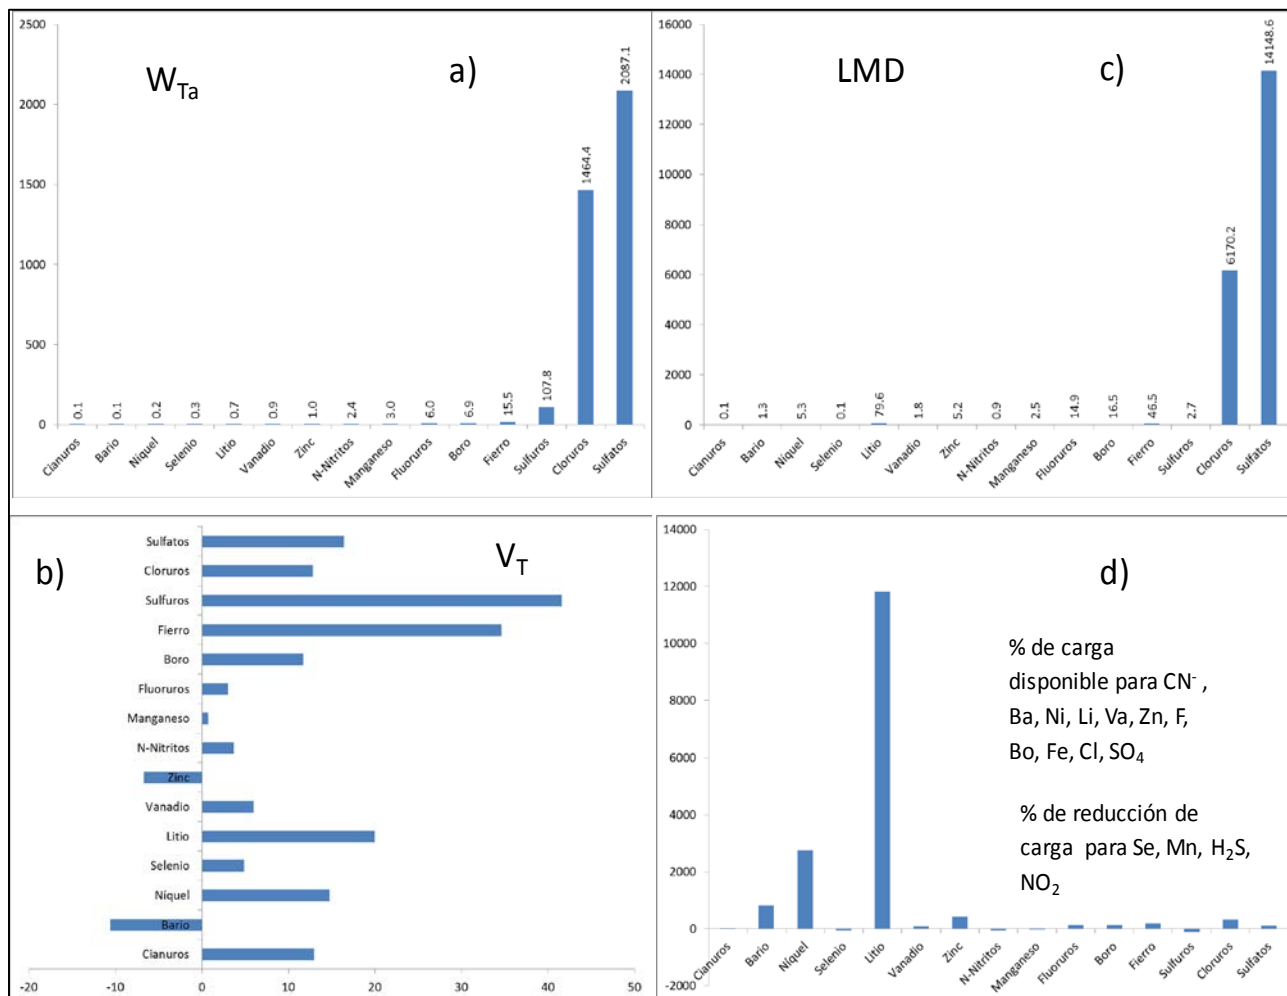 W_Ta
a)
2500
2000
1500
1000
500
0
0.1
0.1
0.2
0.3
0.7
0.9
1.0
2.4
3.0
6.0
6.9
15.5
107.8
1464.4
2087.1
Cianuros
Bario
Níquel
Selenio
Litio
Vanadio
Zinc
N-Nitritos
Manganeso
Fluoruros
Boro
Fierro
Sulfuros
Cloruros
Sulfatos
LMD
c)
16000
14000
12000
10000
8000
6000
4000
2000
0
0.1
1.3
5.3
0.1
79.6
1.8
5.2
0.9
2.5
14.9
16.5
46.5
2.7
6170.2
14148.6
Cianuros
Bario
Níquel
Selenio
Litio
Vanadio
Zinc
N-Nitritos
Manganeso
Fluoruros
Boro
Fierro
Sulfuros
Cloruros
Sulfatos
b)
V_T
Sulfatos
Cloruros
Sulfuros
Fierro
Boro
Fluoruros
Manganeso
N-Nitritos
Zinc
Vanadio
Litio
Selenio
Níquel
Bario
Cianuros
-20 -10 0 10 20 30 40 50
d)
14000
12000
10000
8000
6000
4000
2000
0
-2000
% de carga
disponible para CN⁻ ,
Ba, Ni, Li, Va, Zn, F,
Bo, Fe, Cl, SO₄
% de reducción de
carga para Se, Mn, H₂S,
NO₂
Cianuros
Bario
Níquel
Selenio
Litio
Vanadio
Zinc
N-Nitritos
Manganeso
Fluoruros
Boro
Fierro
Sulfuros
Cloruros
Sulfatos